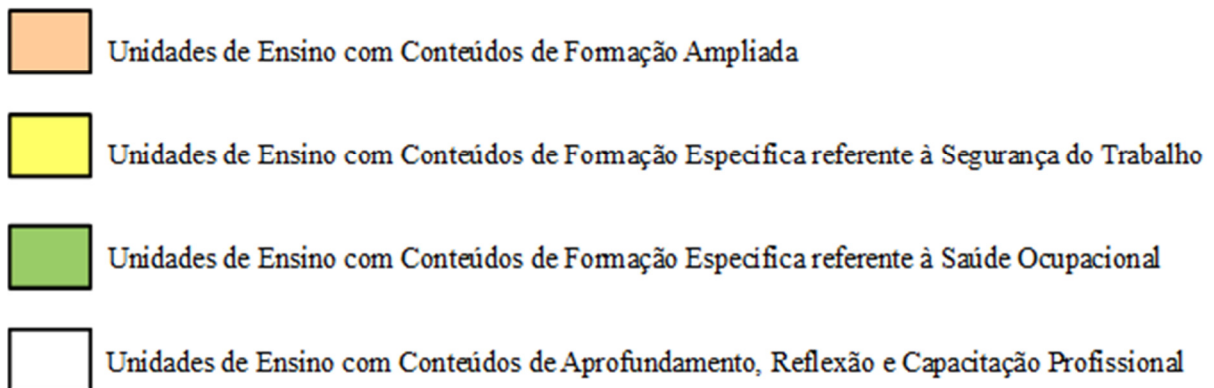 Unidades de Ensino com Conteúdos de Formação Ampliada
Unidades de Ensino com Conteúdos de Formação Especifica referente à Segurança do Trabalho
Unidades de Ensino com Conteúdos de Formação Especifica referente à Saúde Ocupacional
Unidades de Ensino com Conteúdos de Aprofundamento, Reflexão e Capacitação Profissional